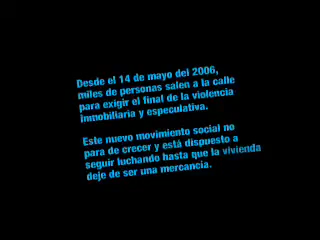 Desde el 14 de mayo del 2006,
miles de personas salen a la calle
para exigir el final de la violencia
inmobiliaria y especulativa.
Este nuevo movimiento social no
para de crecer y está dispuesto a
seguir luchando hasta que la vivienda
deje de ser una mercancía.